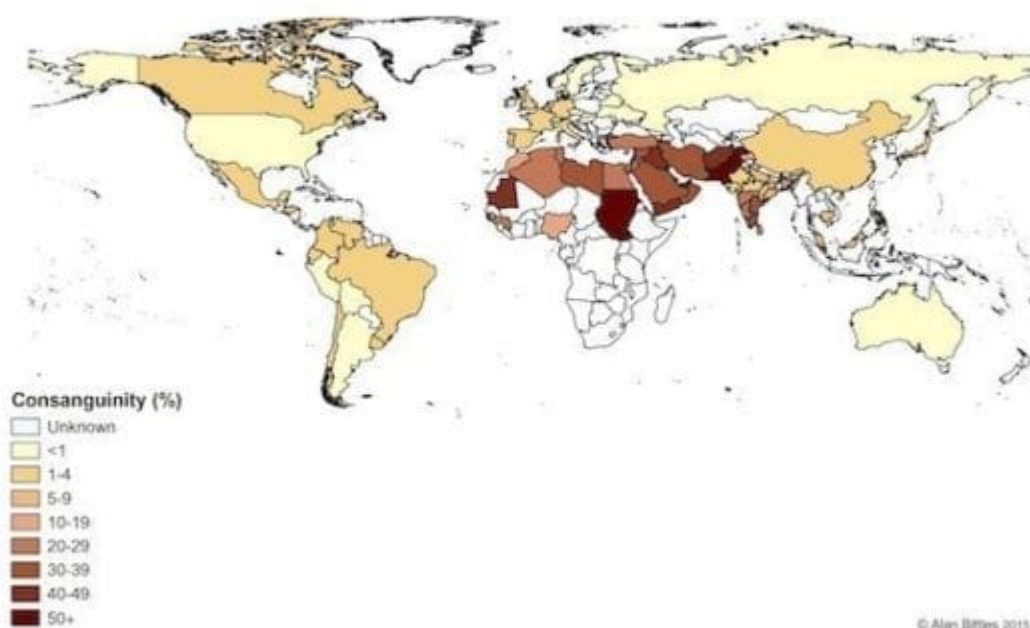 Consanguinity (%)
Unknown
<1
1-4
5-9
10-19
20-29
30-39
40-49
50+
© Alan Bittles 2015